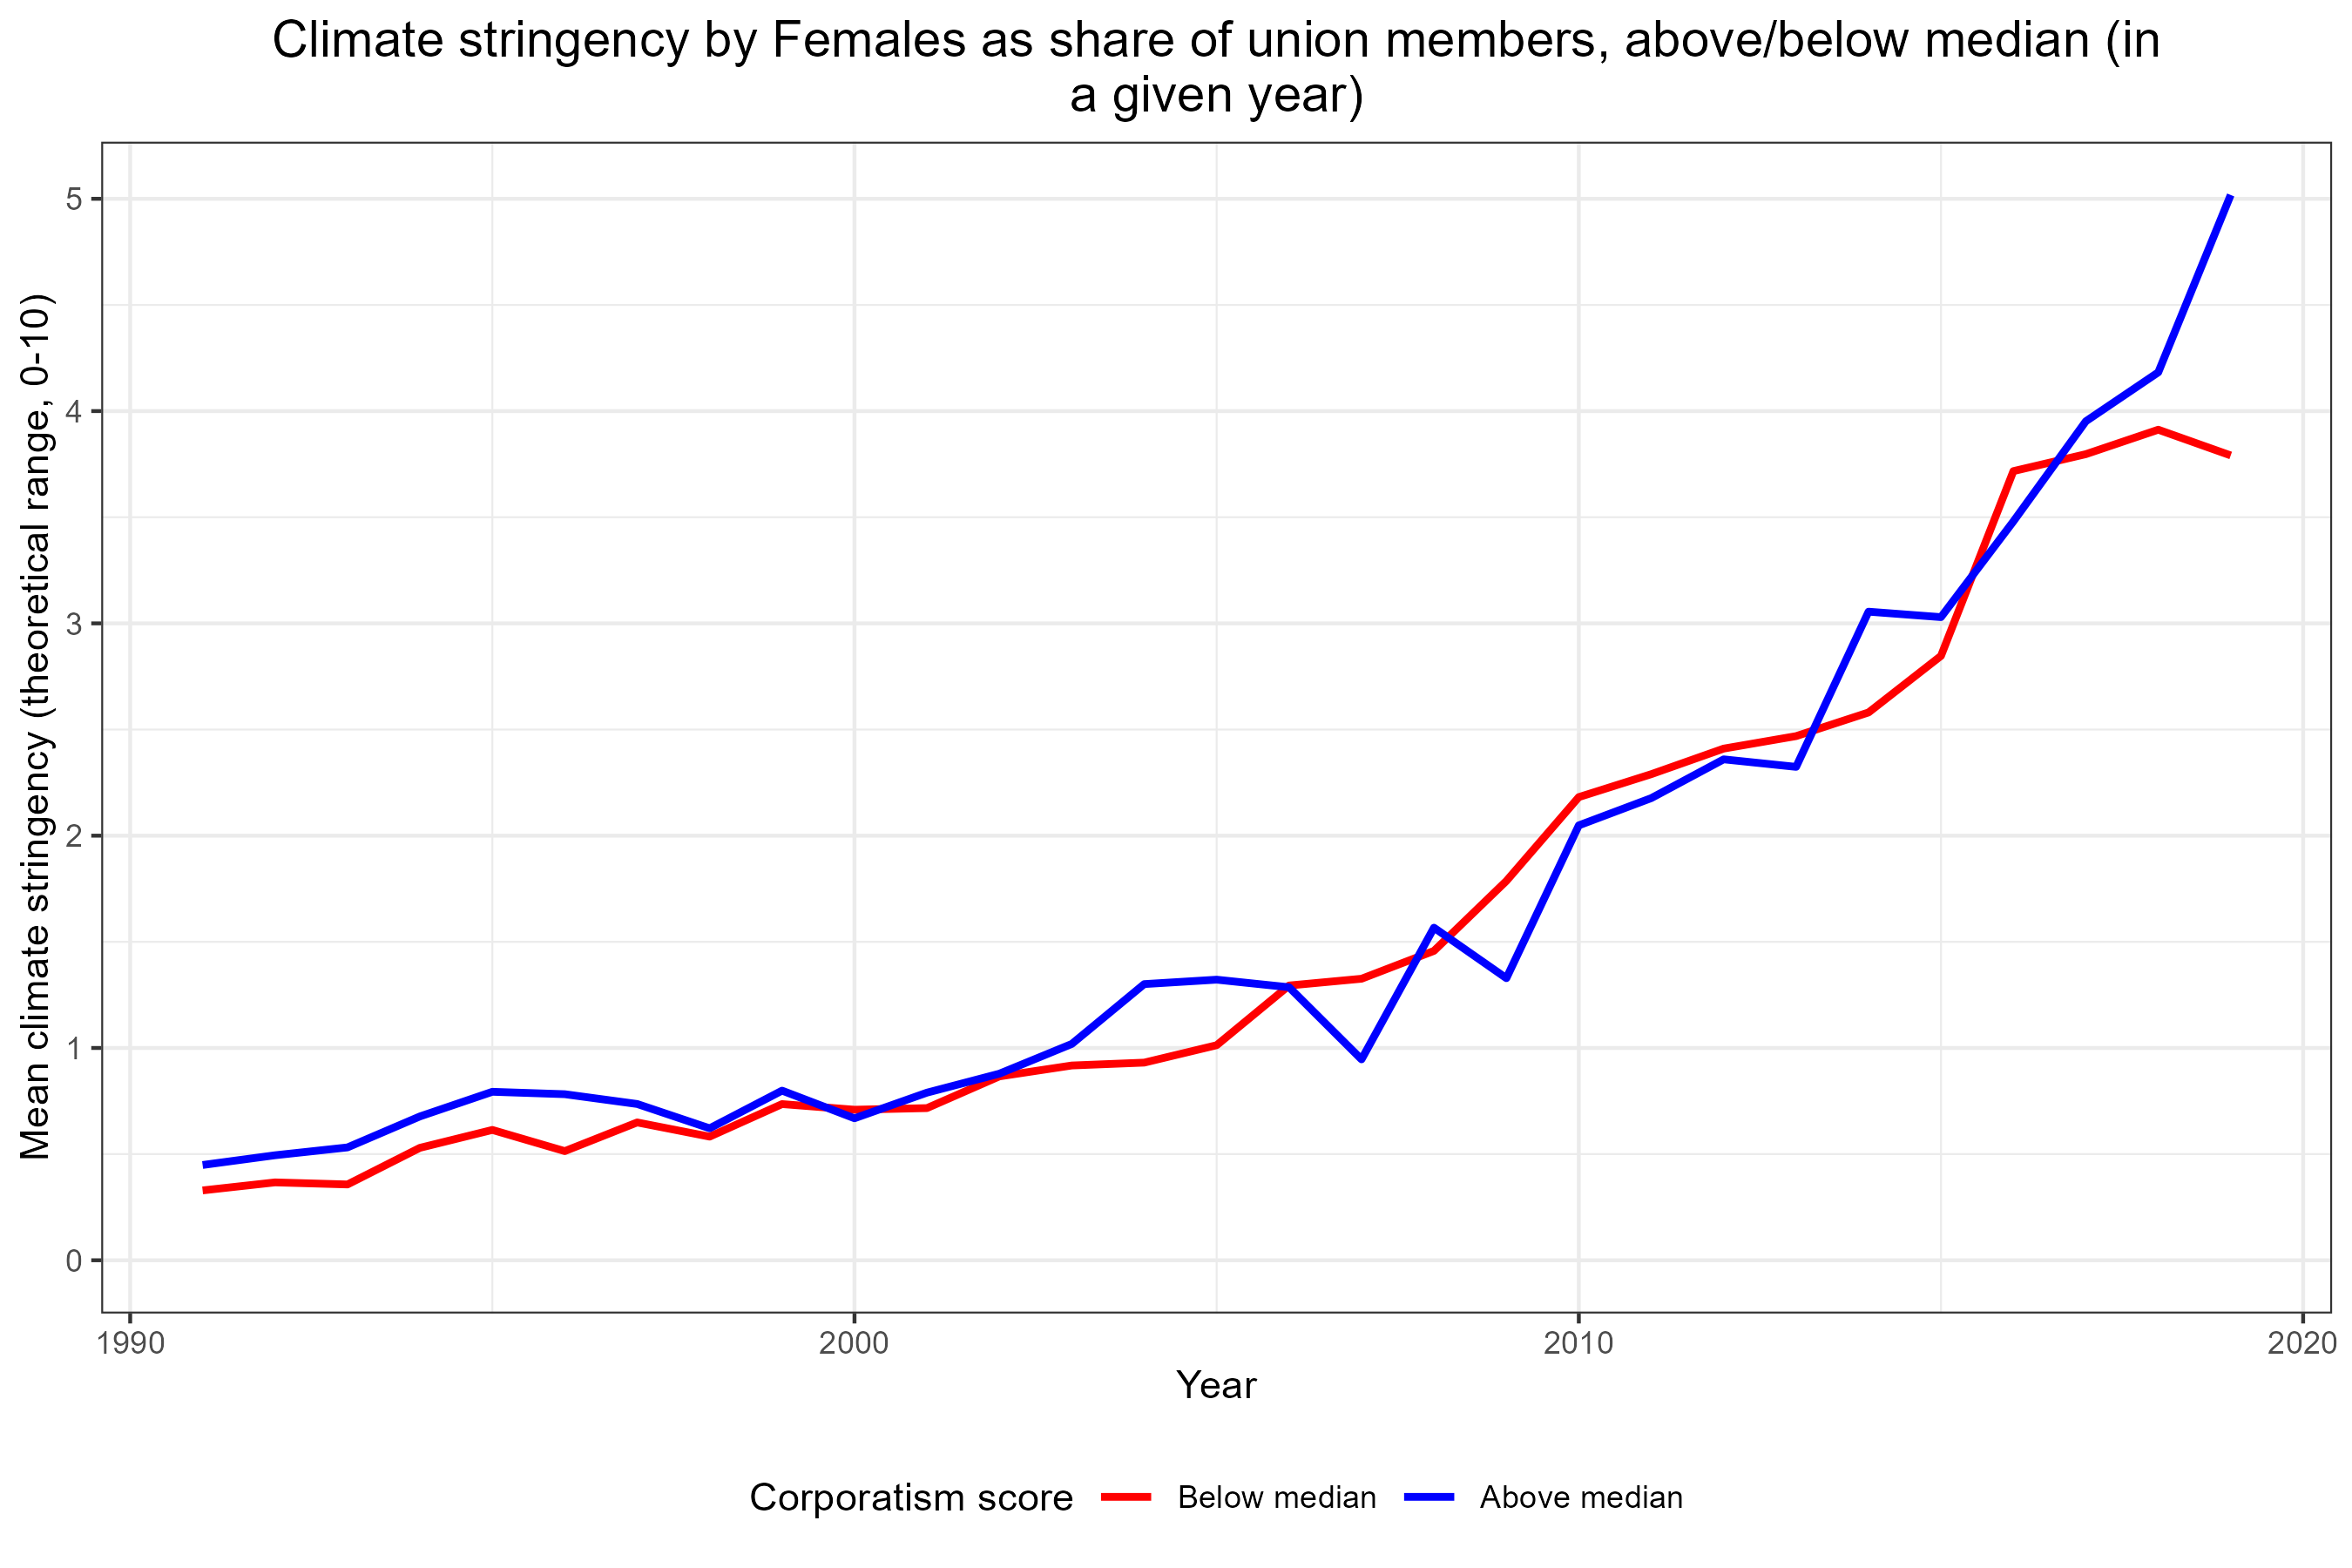 Climate stringency by Females as share of union members, above/below median (in
a given year)
Mean climate stringency (theoretical range, 0-10)
5
4
3
2
1
0
1990 2000 2010 2020
Year
Corporatism score Below median Above median